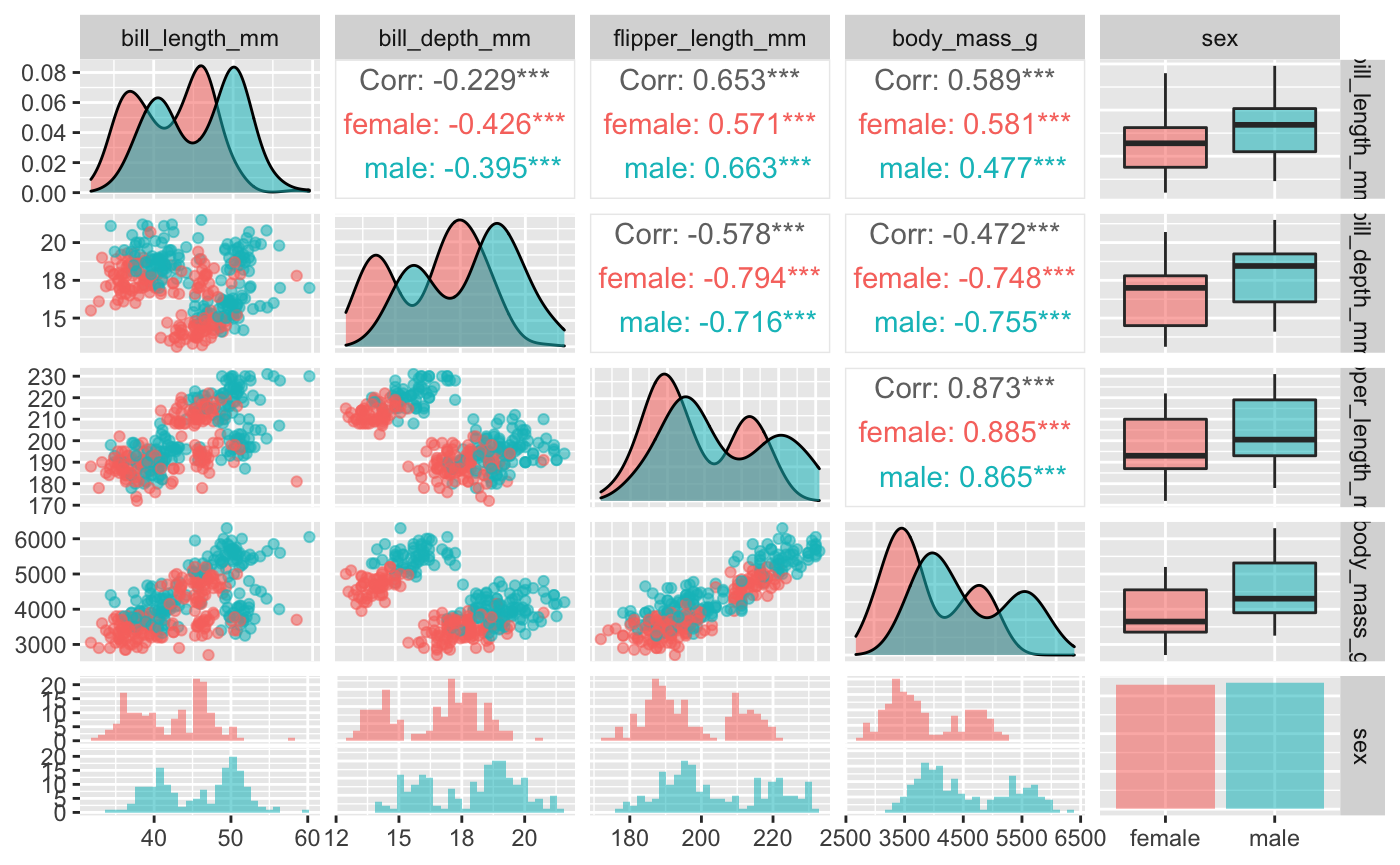 bill_length_mm bill_depth_mm flipper_length_mm body_mass_g sex
0.08
0.06
0.04
0.02
0.00
Corr: -0.229***
female: -0.426***
male: -0.395***
Corr: 0.653***
female: 0.571***
male: 0.663***
Corr: 0.589***
female: 0.581***
male: 0.477***
bill_length_mm
20
18
15
Corr: -0.578***
female: -0.794***
male: -0.716***
Corr: -0.472***
female: -0.748***
male: -0.755***
bill_depth_mm
230
220
210
200
190
180
170
Corr: 0.873***
female: 0.885***
male: 0.865***
per_length_m
6000
5000
4000
3000
body_mass_g
20
15
10
5
0
20
15
10
5
0
sex
40 50 60
12 15 18 20
180 200 220
2500 3500 4500 5500 6500
female male